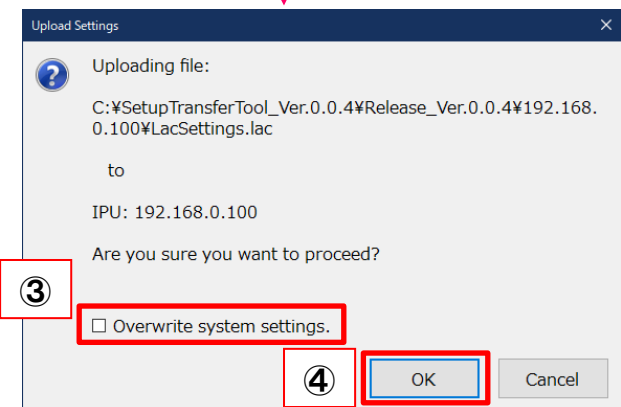 Upload Settings
?
Uploading file:
C:¥SetupTransferTool_Ver.0.0.4¥Release_Ver.0.0.4¥192.168.
0.100¥LacSettings.lac
to
IPU: 192.168.0.100
Are you sure you want to proceed?
③
Overwrite system settings.
④
OK
Cancel